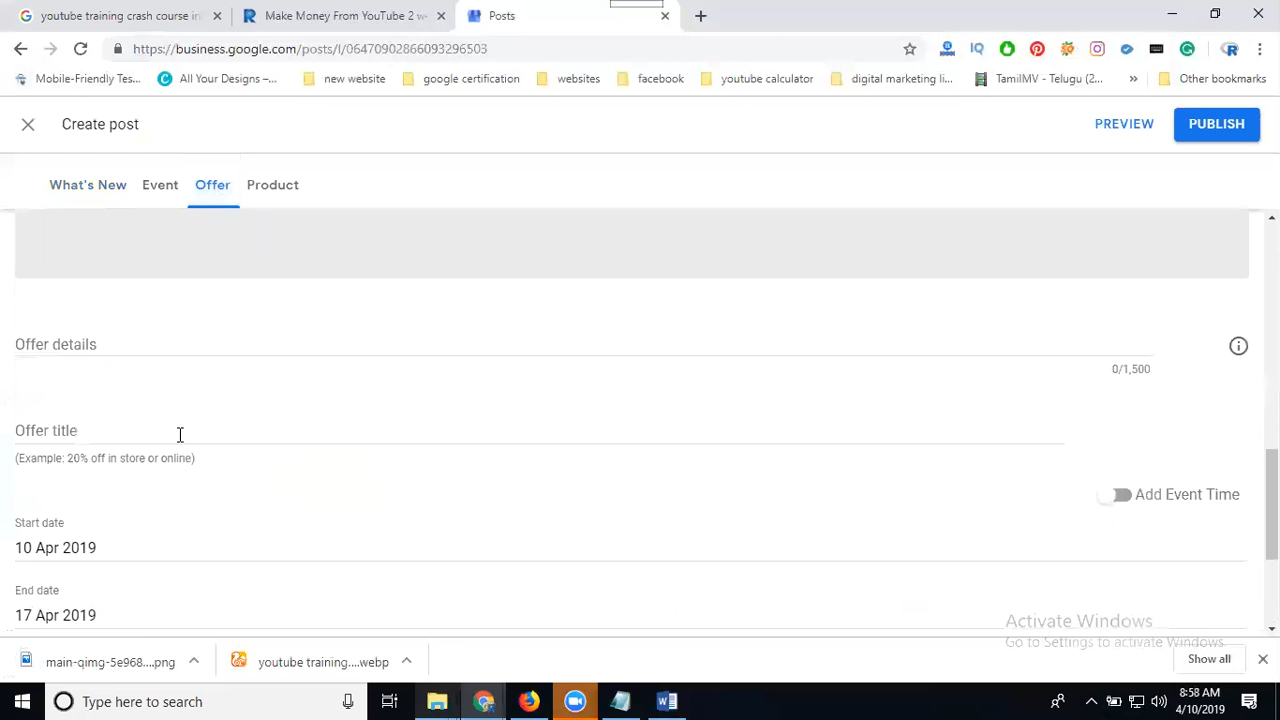 youtube training crash course in
Make Money From YouTube 2 w
Posts
https://business.google.com/posts/l/06470902866093296503
Mobile-Friendly Tes...
All Your Designs –...
new website
google certification
websites
facebook
youtube calculator
digital marketing li...
TamilMV - Telugu (2...
Other bookmarks
Create post
PREVIEW
PUBLISH
What's New
Event
Offer
Product
Offer details
0/1,500
Offer title
(Example: 20% off in store or online)
Add Event Time
Start date
10 Apr 2019
End date
17 Apr 2019
Activate Windows
Go to Settings to activate Windows.
main-qimg-5e968....png
youtube training....webp
Show all
Type here to search
8:58 AM
4/10/2019